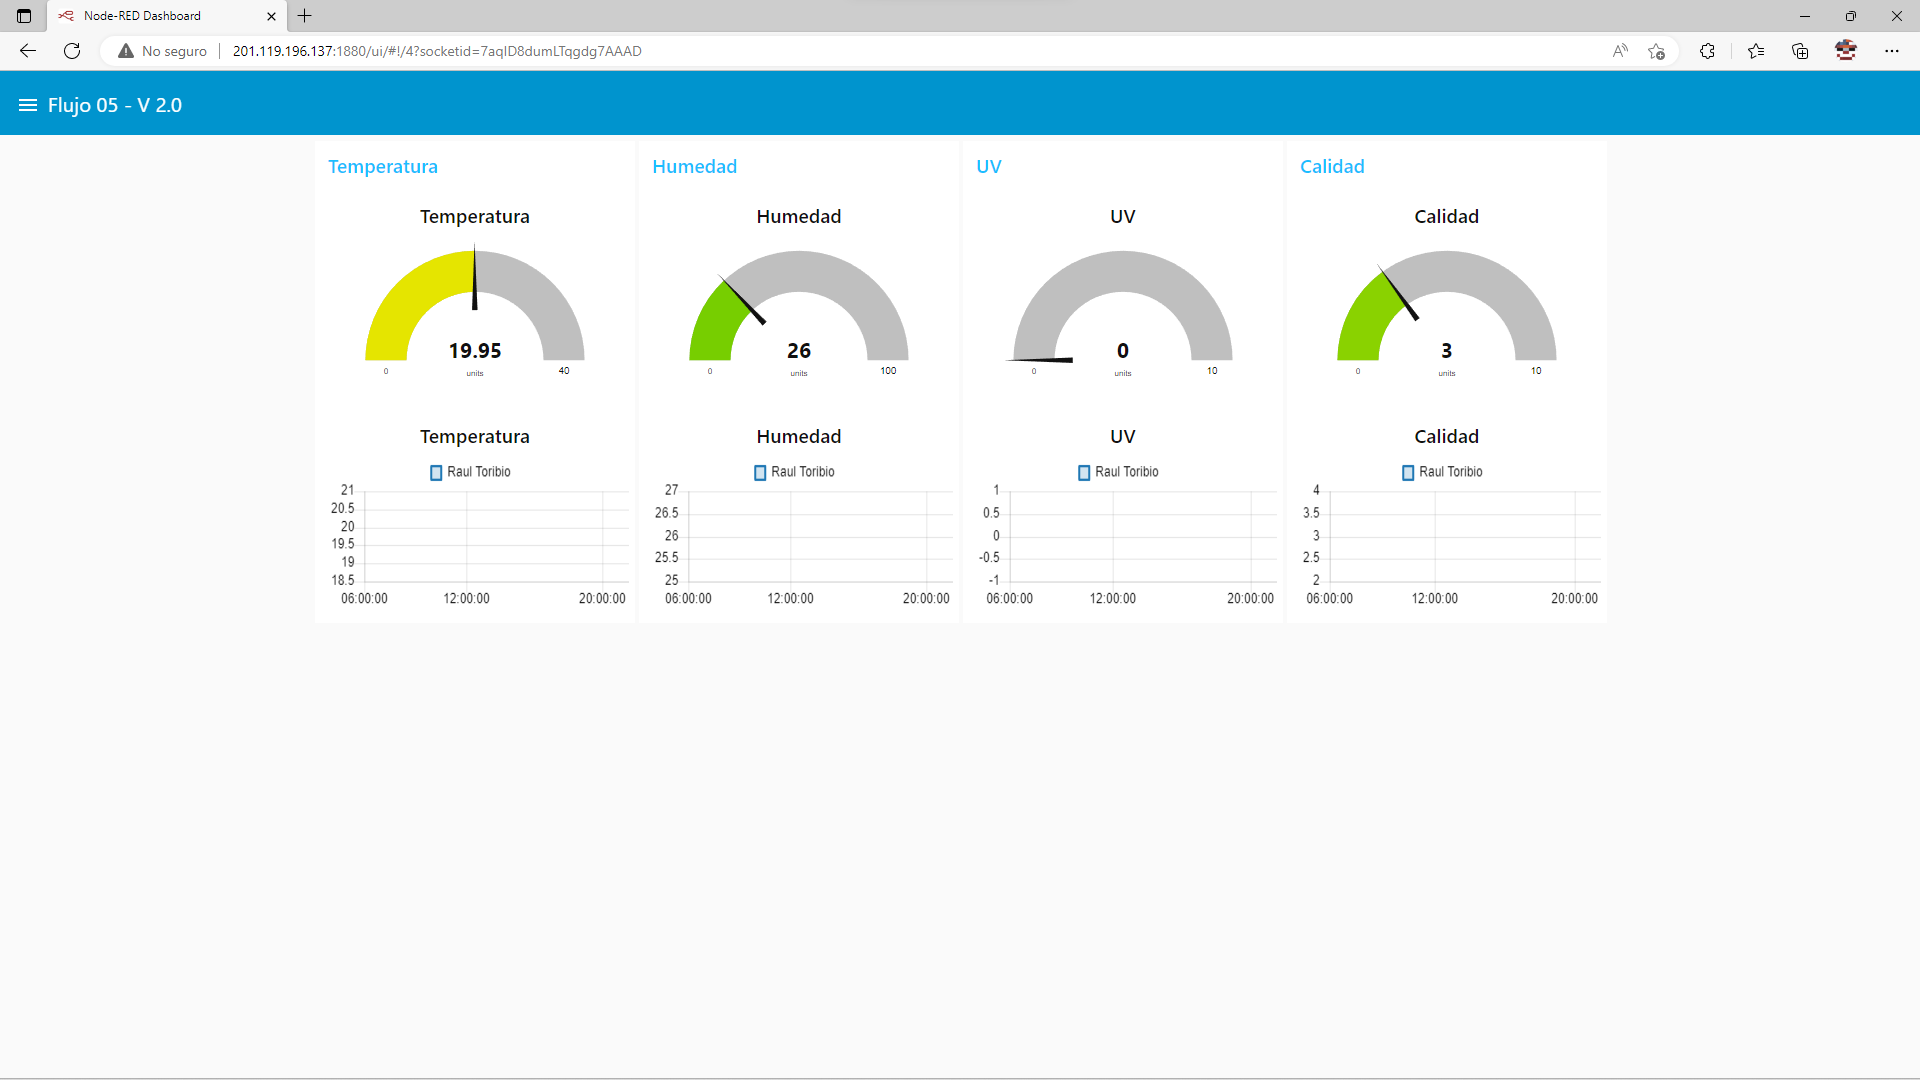 Node-RED Dashboard
No seguro
201.119.196.137:1880/ui/#!/4?socketid=7aqlD8dumLTqgdg7AAAD
Flujo 05 - V 2.0
Temperatura
Temperatura
19.95
units
0
40
Temperatura
Raul Toribio
21
20.5
20
19.5
19
18.5
06:00:00 12:00:00 20:00:00
Humedad
Humedad
26
units
0
100
Humedad
Raul Toribio
27
26.5
26
25.5
25
06:00:00 12:00:00 20:00:00
UV
UV
0
units
0
10
UV
Raul Toribio
1
0.5
0
-0.5
-1
06:00:00 12:00:00 20:00:00
Calidad
Calidad
3
units
0
10
Calidad
Raul Toribio
4
3.5
3
2.5
2
06:00:00 12:00:00 20:00:00